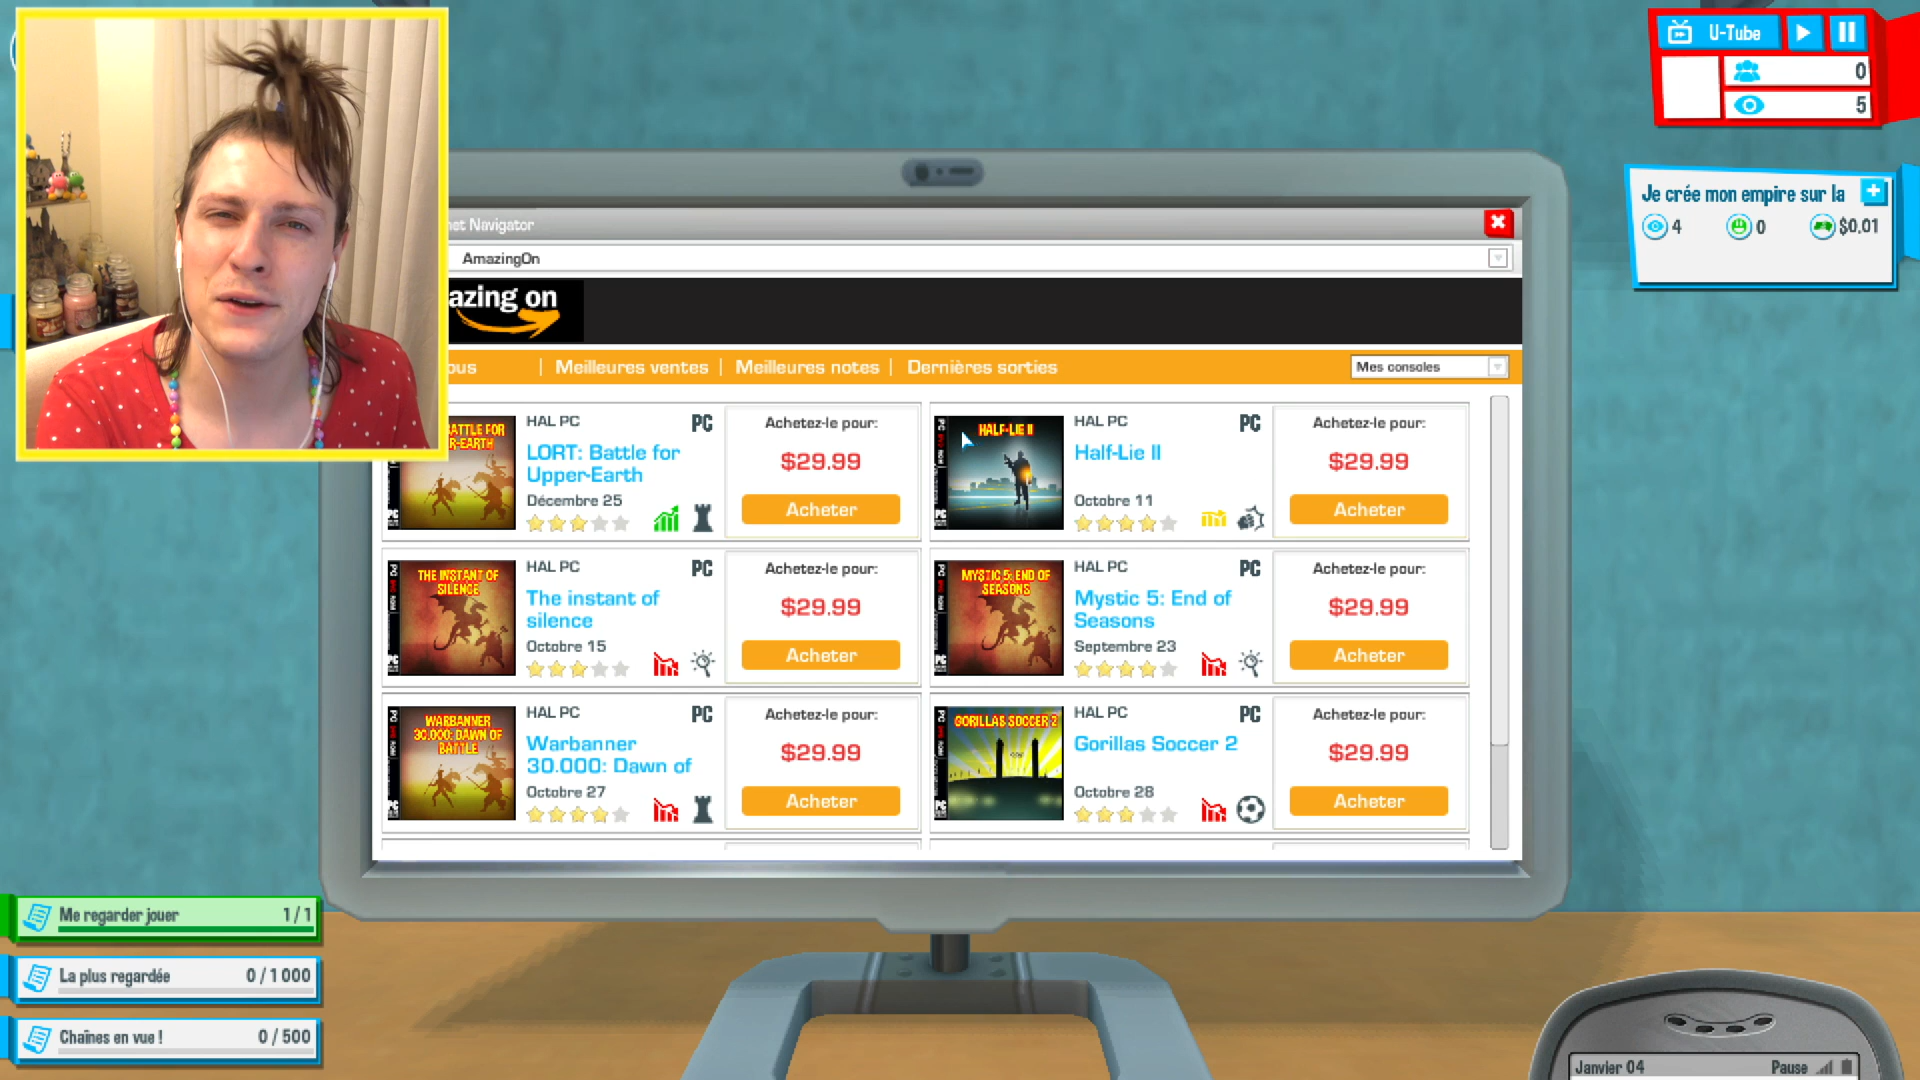 U-Tube
0
5
Je crée mon empire sur la
4
0
$0.01
net Navigator
AmazingOn
azing on
ous
Meilleures ventes
Meilleures notes
Dernières sorties
Mes consoles
BATTLE FOR
R-EARTH
HAL PC
PC
LORT: Battle for
Upper-Earth
Décembre 25
Achetez-le pour:
$29.99
Acheter
HALF-LIE II
HAL PC
PC
Half-Lie II
Octobre 11
Achetez-le pour:
$29.99
Acheter
THE INSTANT OF
SILENCE
HAL PC
PC
The instant of
silence
Octobre 15
Achetez-le pour:
$29.99
Acheter
MYSTIC 5: END OF
SEASONS
HAL PC
PC
Mystic 5: End of
Seasons
Septembre 23
Achetez-le pour:
$29.99
Acheter
WARBANNER
30.000: DAWN OF
BATTLE
HAL PC
PC
Warbanner
30.000: Dawn of
Octobre 27
Achetez-le pour:
$29.99
Acheter
GORILLAS SOCCER 2
HAL PC
PC
Gorillas Soccer 2
Octobre 28
Achetez-le pour:
$29.99
Acheter
Me regarder jouer
1 / 1
La plus regardée
0 / 1 000
Chaînes en vue !
0 / 500
Janvier 04
Pause